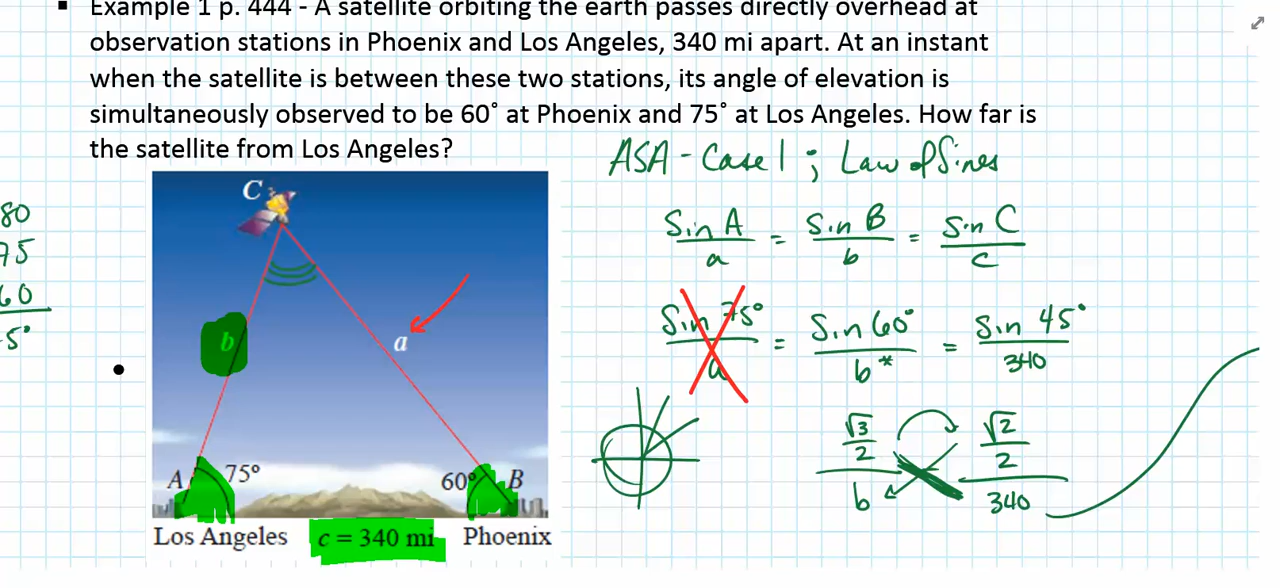 ▪ Example 1 p. 444 - A satellite orbiting the earth passes directly overhead at
observation stations in Phoenix and Los Angeles, 340 mi apart. At an instant
when the satellite is between these two stations, its angle of elevation is
simultaneously observed to be 60° at Phoenix and 75° at Los Angeles. How far is
the satellite from Los Angeles?
ASA - Case 1 ; Law of Sines
80
75
60
5°
C
b
a
A 75°
60° B
Los Angeles c = 340 mi Phoenix
Sin A / a = Sin B / b = Sin C / c
Sin 75° / a = Sin 60° / b* = Sin 45° / 340
√3/2 / b √2/2 / 340